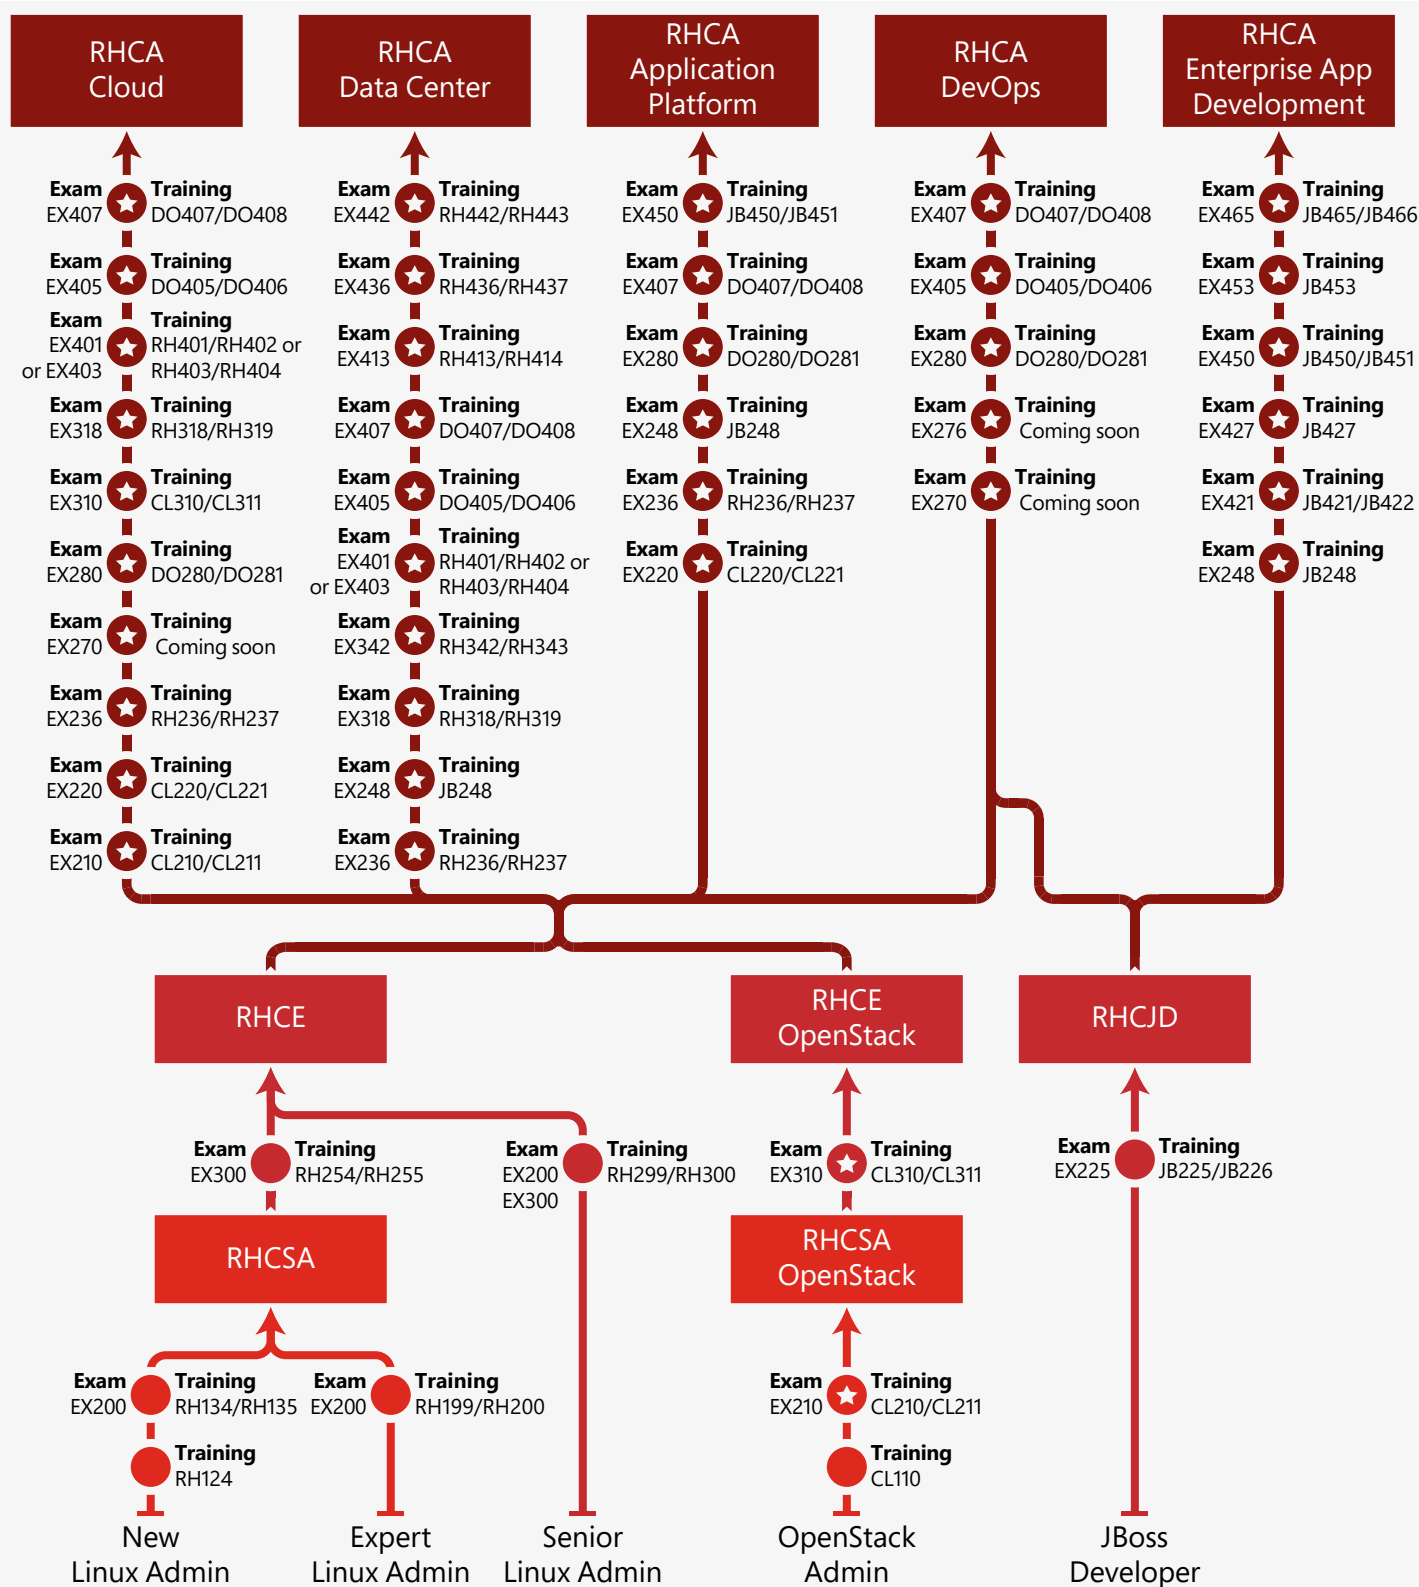 RHCA
Cloud
RHCA
Data Center
RHCA
Application
Platform
RHCA
DevOps
RHCA
Enterprise App
Development
Exam
EX407
Training
DO407/DO408
Exam
EX405
Training
DO405/DO406
Exam
EX401
or EX403
Training
RH401/RH402 or
RH403/RH404
Exam
EX318
Training
RH318/RH319
Exam
EX310
Training
CL310/CL311
Exam
EX280
Training
DO280/DO281
Exam
EX270
Training
Coming soon
Exam
EX236
Training
RH236/RH237
Exam
EX220
Training
CL220/CL221
Exam
EX210
Training
CL210/CL211
Exam
EX442
Training
RH442/RH443
Exam
EX436
Training
RH436/RH437
Exam
EX413
Training
RH413/RH414
Exam
EX407
Training
DO407/DO408
Exam
EX405
Training
DO405/DO406
Exam
EX401
or EX403
Training
RH401/RH402 or
RH403/RH404
Exam
EX342
Training
RH342/RH343
Exam
EX318
Training
RH318/RH319
Exam
EX248
Training
JB248
Exam
EX236
Training
RH236/RH237
Exam
EX450
Training
JB450/JB451
Exam
EX407
Training
DO407/DO408
Exam
EX280
Training
DO280/DO281
Exam
EX248
Training
JB248
Exam
EX236
Training
RH236/RH237
Exam
EX220
Training
CL220/CL221
Exam
EX407
Training
DO407/DO408
Exam
EX405
Training
DO405/DO406
Exam
EX280
Training
DO280/DO281
Exam
EX276
Training
Coming soon
Exam
EX270
Training
Coming soon
Exam
EX465
Training
JB465/JB466
Exam
EX453
Training
JB453
Exam
EX450
Training
JB450/JB451
Exam
EX427
Training
JB427
Exam
EX421
Training
JB421/JB422
Exam
EX248
Training
JB248
RHCE
RHCE
OpenStack
RHCJD
Exam
EX300
Training
RH254/RH255
Exam
EX200
EX300
Training
RH299/RH300
Exam
EX310
Training
CL310/CL311
Exam
EX225
Training
JB225/JB226
RHCSA
RHCSA
OpenStack
Exam
EX200
Training
RH134/RH135
Exam
EX200
Training
RH199/RH200
Exam
EX210
Training
CL210/CL211
Training
RH124
Training
CL110
New
Linux Admin
Expert
Linux Admin
Senior
Linux Admin
OpenStack
Admin
JBoss
Developer